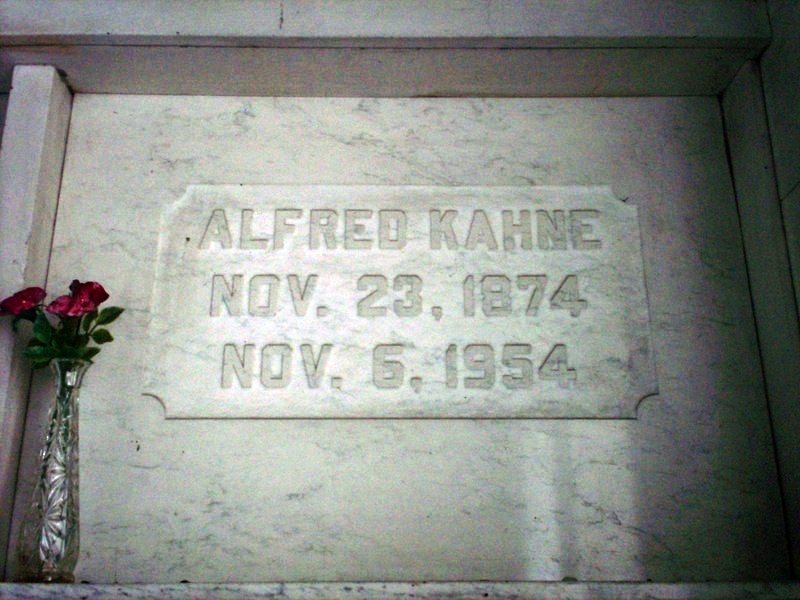 ALFRED KAHNE
NOV. 23, 1874
NOV. 6, 1954